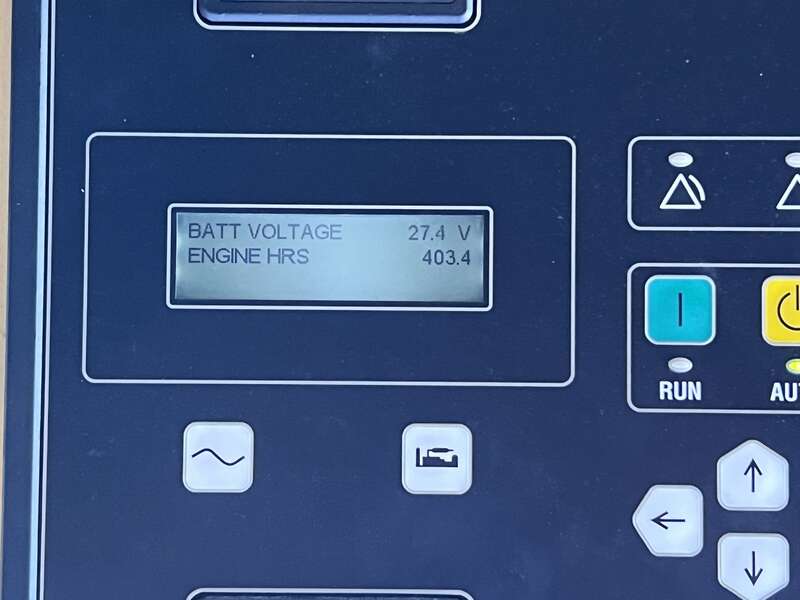 BATT VOLTAGE 27.4 V
ENGINE HRS 403.4
RUN